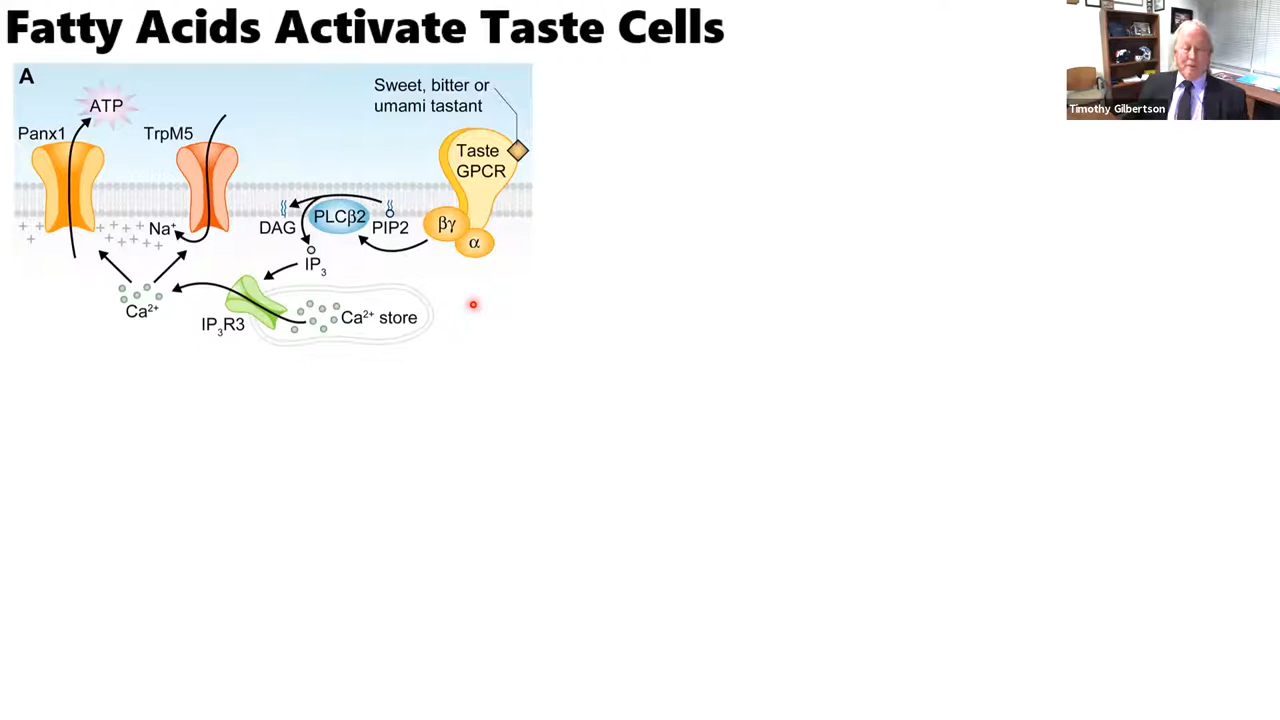 Fatty Acids Activate Taste Cells
Timothy Gilbertson
A
Sweet, bitter or
umami tastant
ATP
Panx1
TrpM5
Taste
GPCR
Na⁺
DAG
PLCβ2
PIP2
βγ
α
IP₃
Ca²⁺
IP₃R3
Ca²⁺ store